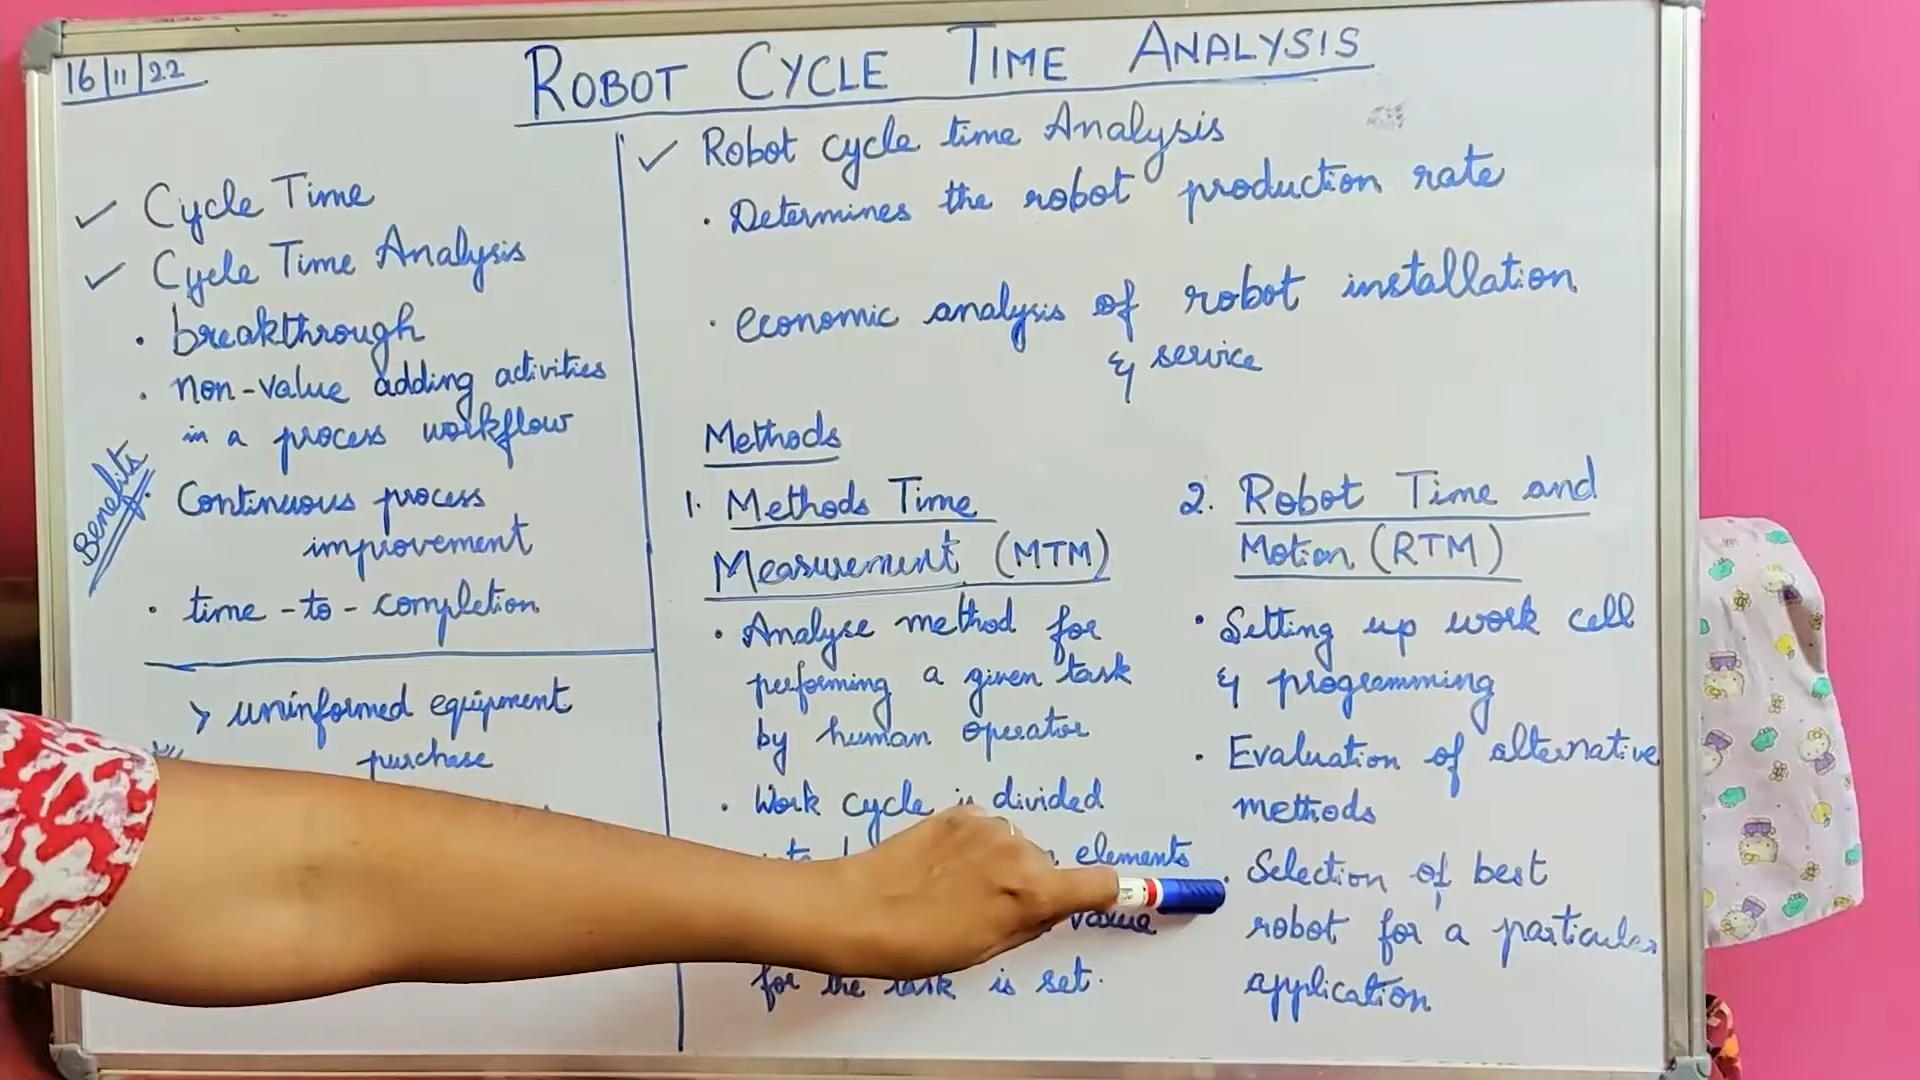 16/11/22
ROBOT CYCLE TIME ANALYSIS
✓ Cycle Time
✓ Cycle Time Analysis
· breakthrough
· non-value adding activities
in a process workflow
Benefits
· Continuous process
improvement
· time-to-completion
> uninformed equipment
purchase
✓ Robot cycle time Analysis
· Determines the robot production rate
· economic analysis of robot installation
& service
Methods
1. Methods Time
Measurement (MTM)
· Analyse method for
performing a given task
by human operator
· Work cycle is divided
elements
value
for the task is set.
2. Robot Time and
Motion (RTM)
· Setting up work cell
& programming
· Evaluation of alternative
methods
· Selection of best
robot for a particular
application